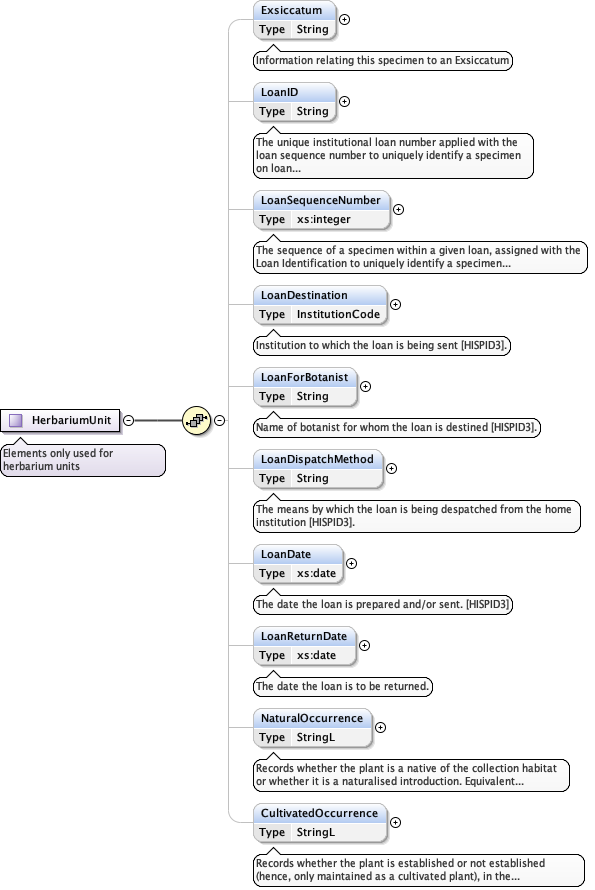 Exsiccatum
Type String
Information relating this specimen to an Exsiccatum
LoanID
Type String
The unique institutional loan number applied with the
loan sequence number to uniquely identify a specimen
on loan...
LoanSequenceNumber
Type xs:integer
The sequence of a specimen within a given loan, assigned with the
Loan Identification to uniquely identify a specimen...
LoanDestination
Type InstitutionCode
Institution to which the loan is being sent [HISPID3].
LoanForBotanist
Type String
Name of botanist for whom the loan is destined [HISPID3].
HerbariumUnit
Elements only used for
herbarium units
LoanDispatchMethod
Type String
The means by which the loan is being despatched from the home
institution [HISPID3].
LoanDate
Type xs:date
The date the loan is prepared and/or sent. [HISPID3]
LoanReturnDate
Type xs:date
The date the loan is to be returned.
NaturalOccurrence
Type StringL
Records whether the plant is a native of the collection habitat
or whether it is a naturalised introduction. Equivalent...
CultivatedOccurrence
Type StringL
Records whether the plant is established or not established
(hence, only maintained as a cultivated plant), in the...